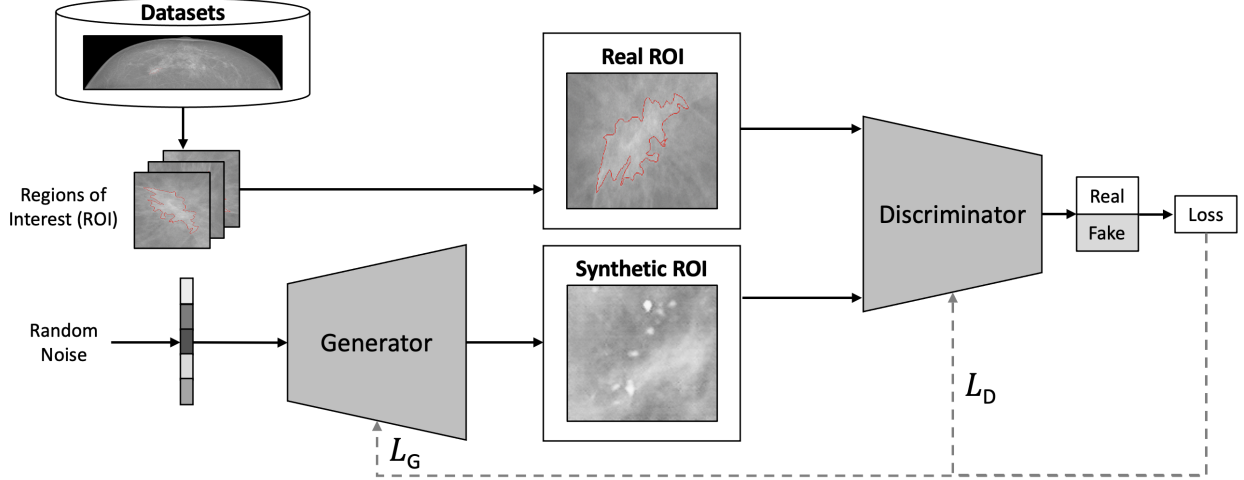 Datasets
Real ROI
Regions of
Interest (ROI)
Discriminator
Real
Fake
Loss
Synthetic ROI
Random
Noise
Generator
L_D
L_G